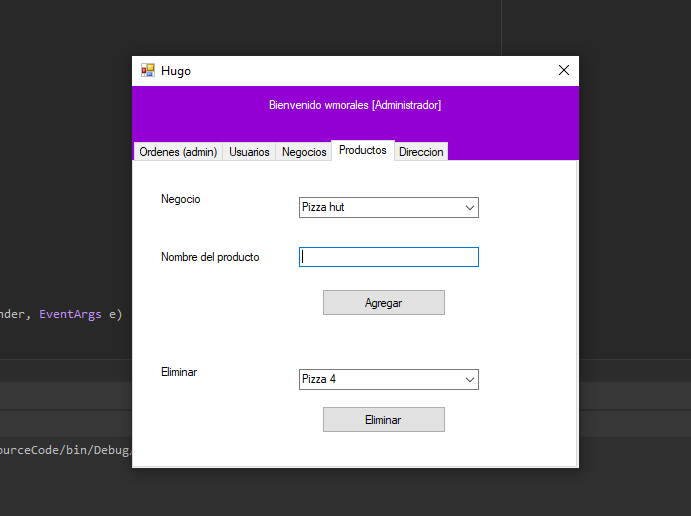 Hugo
Bienvenido wmorales [Administrador]
Ordenes (admin) Usuarios Negocios Productos Direccion
Negocio Pizza hut
Nombre del producto
Agregar
nder, EventArgs e)
Eliminar Pizza 4
Eliminar
ourceCode/bin/Debug/